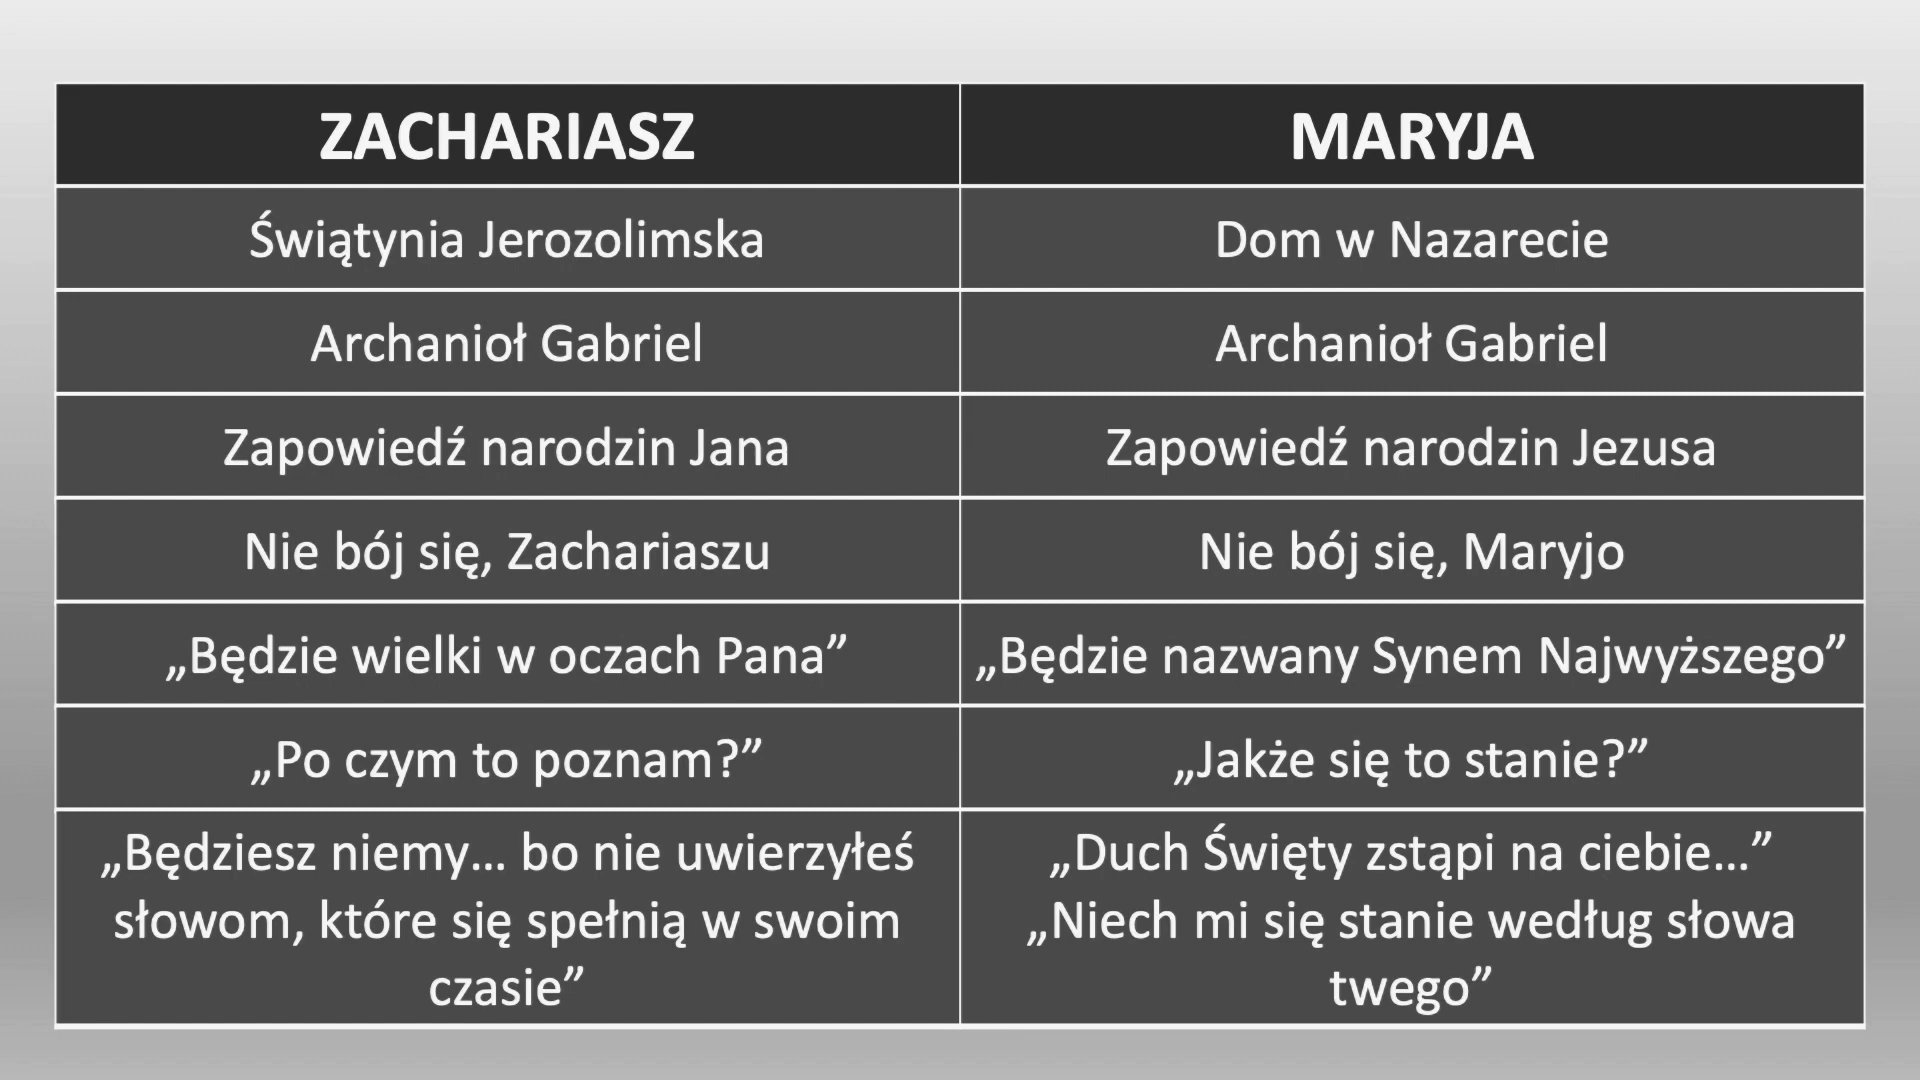 ZACHARIASZ MARYJA
Świątynia Jerozolimska Dom w Nazarecie
Archanioł Gabriel Archanioł Gabriel
Zapowiedź narodzin Jana Zapowiedź narodzin Jezusa
Nie bój się, Zachariaszu Nie bój się, Maryjo
„Będzie wielki w oczach Pana” „Będzie nazwany Synem Najwyższego”
„Po czym to poznam?” „Jakże się to stanie?”
„Będziesz niemy... bo nie uwierzyłeś
słowom, które się spełnią w swoim
czasie”
„Duch Święty zstąpi na ciebie...”
„Niech mi się stanie według słowa
twego”